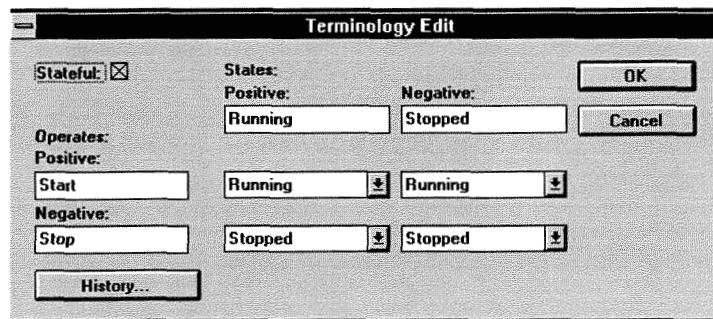 Terminology Edit
Stateful:
States:
OK
Positive:
Negative:
Running
Stopped
Cancel
Operates:
Positive:
Start
Running
Running
Negative:
Stop
Stopped
Stopped
History...